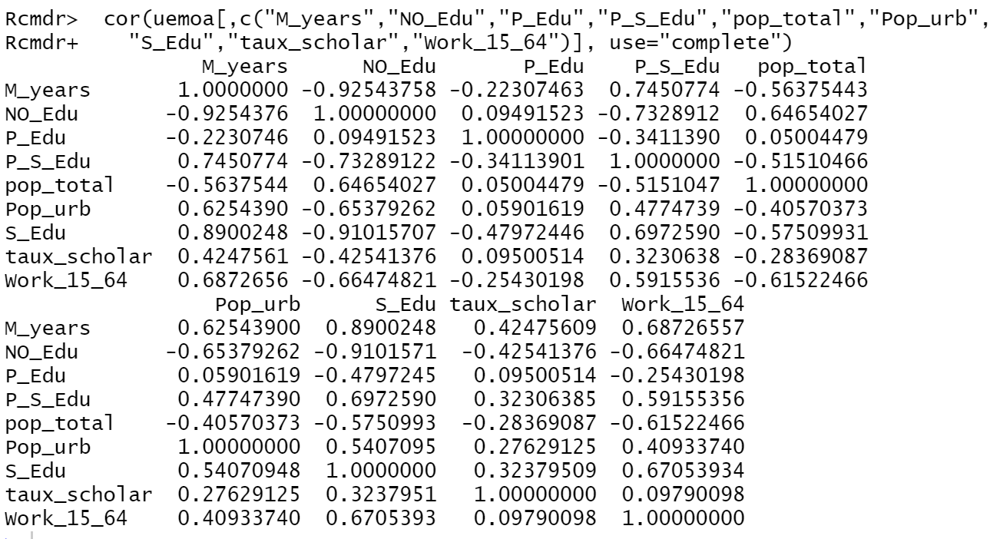 Rcmdr>  cor(uemoa[,c("M_years","NO_Edu","P_Edu","P_S_Edu","pop_total","Pop_urb",
Rcmdr+    "S_Edu","taux_scholar","Work_15_64")], use="complete")
                M_years      NO_Edu       P_Edu    P_S_Edu   pop_total
M_years       1.0000000 -0.92543758 -0.22307463  0.7450774 -0.56375443
NO_Edu       -0.9254376  1.00000000  0.09491523 -0.7328912  0.64654027
P_Edu        -0.2230746  0.09491523  1.00000000 -0.3411390  0.05004479
P_S_Edu       0.7450774 -0.73289122 -0.34113901  1.0000000 -0.51510466
pop_total    -0.5637544  0.64654027  0.05004479 -0.5151047  1.00000000
Pop_urb       0.6254390 -0.65379262  0.05901619  0.4774739 -0.40570373
S_Edu         0.8900248 -0.91015707 -0.47972446  0.6972590 -0.57509931
taux_scholar  0.4247561 -0.42541376  0.09500514  0.3230638 -0.28369087
Work_15_64    0.6872656 -0.66474821 -0.25430198  0.5915536 -0.61522466
                 Pop_urb      S_Edu taux_scholar  Work_15_64
M_years       0.62543900  0.8900248   0.42475609  0.68726557
NO_Edu       -0.65379262 -0.9101571  -0.42541376 -0.66474821
P_Edu         0.05901619 -0.4797245   0.09500514 -0.25430198
P_S_Edu       0.47747390  0.6972590   0.32306385  0.59155356
pop_total    -0.40570373 -0.5750993  -0.28369087 -0.61522466
Pop_urb       1.00000000  0.5407095   0.27629125  0.40933740
S_Edu         0.54070948  1.0000000   0.32379509  0.67053934
taux_scholar  0.27629125  0.3237951   1.00000000  0.09790098
Work_15_64    0.40933740  0.6705393   0.09790098  1.00000000